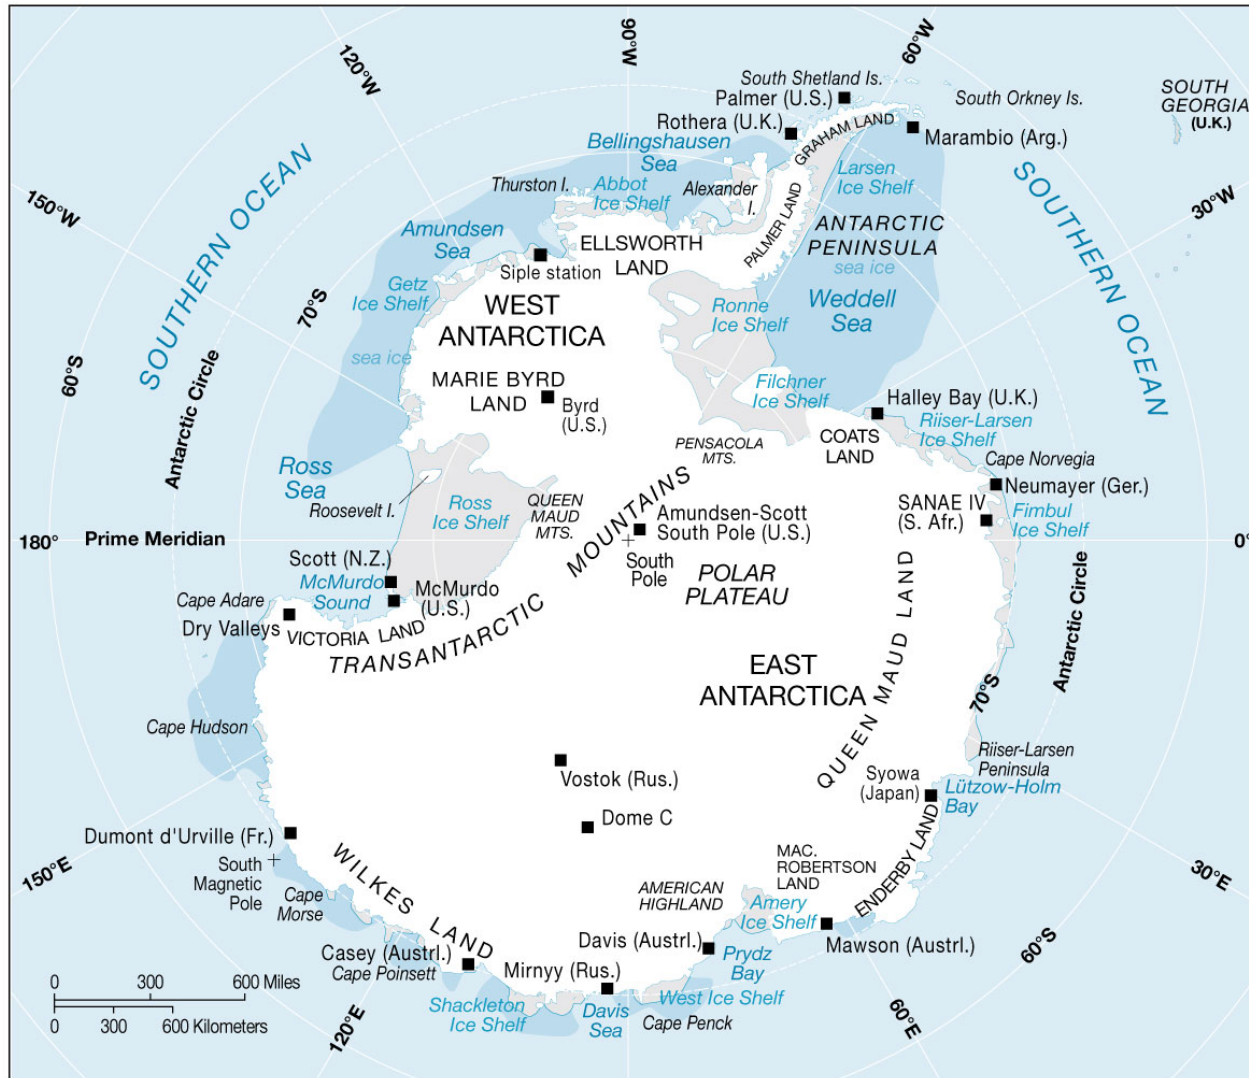 90°W
60°W
120°W
South Shetland Is.
Palmer (U.S.)
South Orkney Is.
SOUTH
GEORGIA
(U.K.)
Rothera (U.K.)
GRAHAM LAND
Marambio (Arg.)
Bellingshausen
Sea
Larsen
Ice Shelf
SOUTHERN OCEAN
SOUTHERN OCEAN
Thurston I.
Abbot
Ice Shelf
Alexander
I.
PALMER LAND
150°W
30°W
ANTARCTIC
PENINSULA
sea ice
Amundsen
Sea
ELLSWORTH
LAND
Siple station
Getz
Ice Shelf
70°S
WEST
ANTARCTICA
Ronne
Ice Shelf
Weddell
Sea
60°S
Antarctic Circle
sea ice
MARIE BYRD
LAND
Byrd
(U.S.)
Filchner
Ice Shelf
Halley Bay (U.K.)
Riiser-Larsen
Ice Shelf
COATS
LAND
PENSACOLA
MTS.
Cape Norvegia
Neumayer (Ger.)
Ross
Sea
Roosevelt I.
Ross
Ice Shelf
QUEEN
MAUD
MTS.
SANAE IV
(S. Afr.)
Fimbul
Ice Shelf
Amundsen-Scott
South Pole (U.S.)
South
Pole
180°
Prime Meridian
0°
Scott (N.Z.)
McMurdo
Sound
McMurdo
(U.S.)
POLAR
PLATEAU
Cape Adare
Dry Valleys
VICTORIA LAND
TRANSANTARCTIC MOUNTAINS
Antarctic Circle
EAST
ANTARCTICA
QUEEN MAUD LAND
70°S
Cape Hudson
Riiser-Larsen
Peninsula
Vostok (Rus.)
Syowa
(Japan)
Lützow-Holm
Bay
Dome C
Dumont d'Urville (Fr.)
South
Magnetic
Pole
150°E
30°E
WILKES LAND
MAC.
ROBERTSON
LAND
ENDERBY LAND
AMERICAN
HIGHLAND
Cape
Morse
Amery
Ice Shelf
Mawson (Austrl.)
60°S
Davis (Austrl.)
Prydz
Bay
Casey (Austrl.)
Cape Poinsett
Mirnyy (Rus.)
West Ice Shelf
0 300 600 Miles
0 300 600 Kilometers
Shackleton
Ice Shelf
Davis
Sea
Cape Penck
120°E
60°E